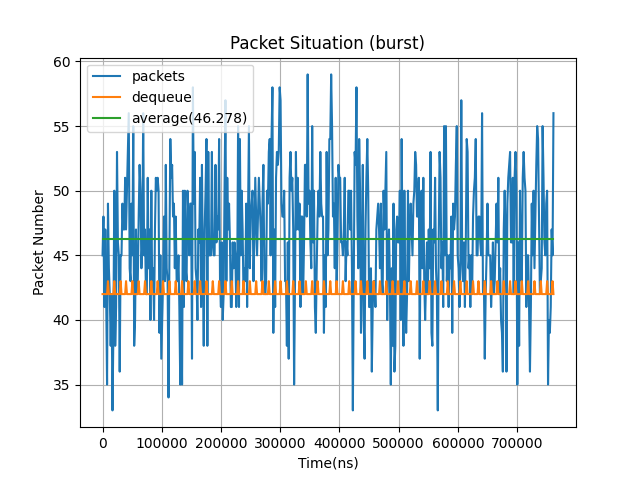 Packet Situation (burst)
packets
dequeue
average(46.278)
60
55
50
45
40
35
Packet Number
0 100000 200000 300000 400000 500000 600000 700000
Time(ns)